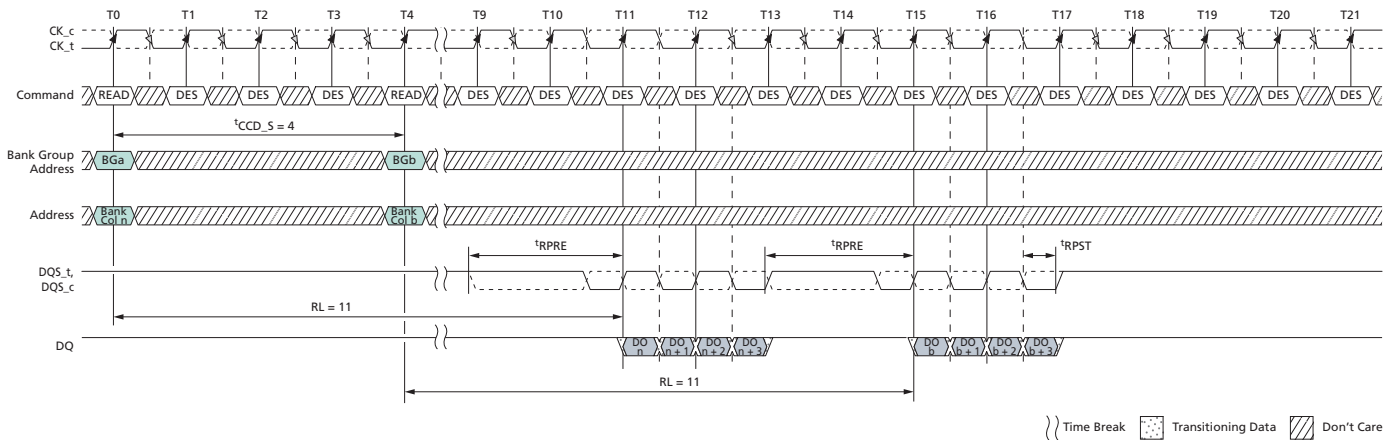 T0 T1 T2 T3 T4 T9 T10 T11 T12 T13 T14 T15 T16 T17 T18 T19 T20 T21
CK_c
CK_t
Command READ DES DES DES READ DES DES DES DES DES DES DES DES DES DES DES DES DES
tCCD_S = 4
Bank Group
Address
BGa BGb
Address
Bank
Col n
Bank
Col b
tRPRE tRPRE tRPST
DQS_t,
DQS_c
RL = 11
DQ
DO
n
DO
n + 1
DO
n + 2
DO
n + 3
DO
b
DO
b + 1
DO
b + 2
DO
b + 3
RL = 11
Time Break Transitioning Data Don't Care